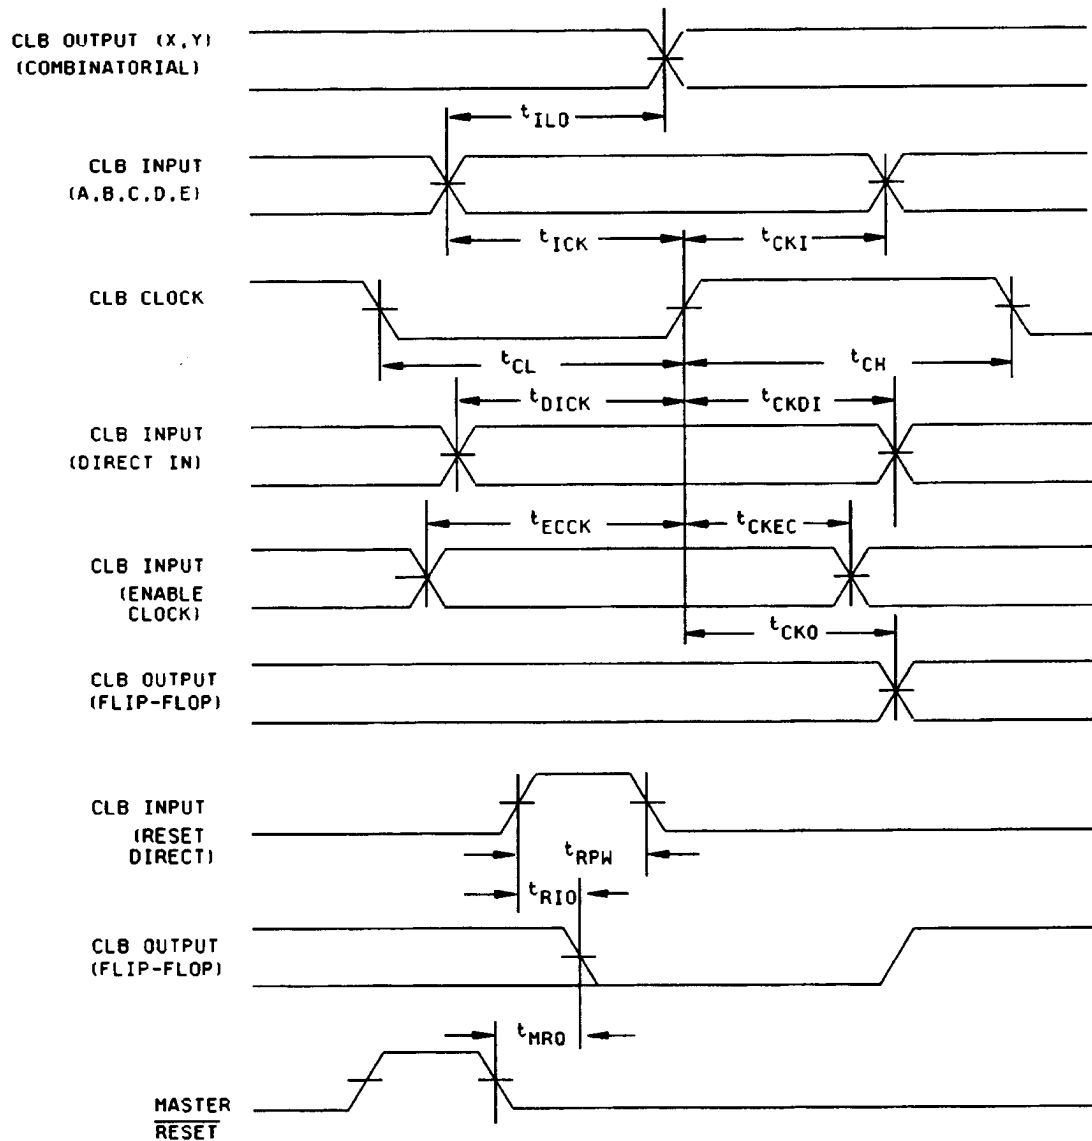 CLB OUTPUT (X,Y)
(COMBINATORIAL)
tILO
CLB INPUT
(A,B,C,D,E)
tICK
tCKI
CLB CLOCK
tCL
tCH
tDICK
tCKDI
CLB INPUT
(DIRECT IN)
tECCK
tCKEC
CLB INPUT
(ENABLE
CLOCK)
tCKO
CLB OUTPUT
(FLIP-FLOP)
CLB INPUT
(RESET
DIRECT)
tRPW
tRIO
CLB OUTPUT
(FLIP-FLOP)
tMRO
MASTER
RESET